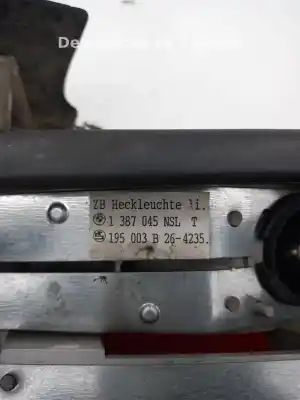 ZB Heckleuchte li.
1 387 045 NSL T
195 003 B 26-4235.